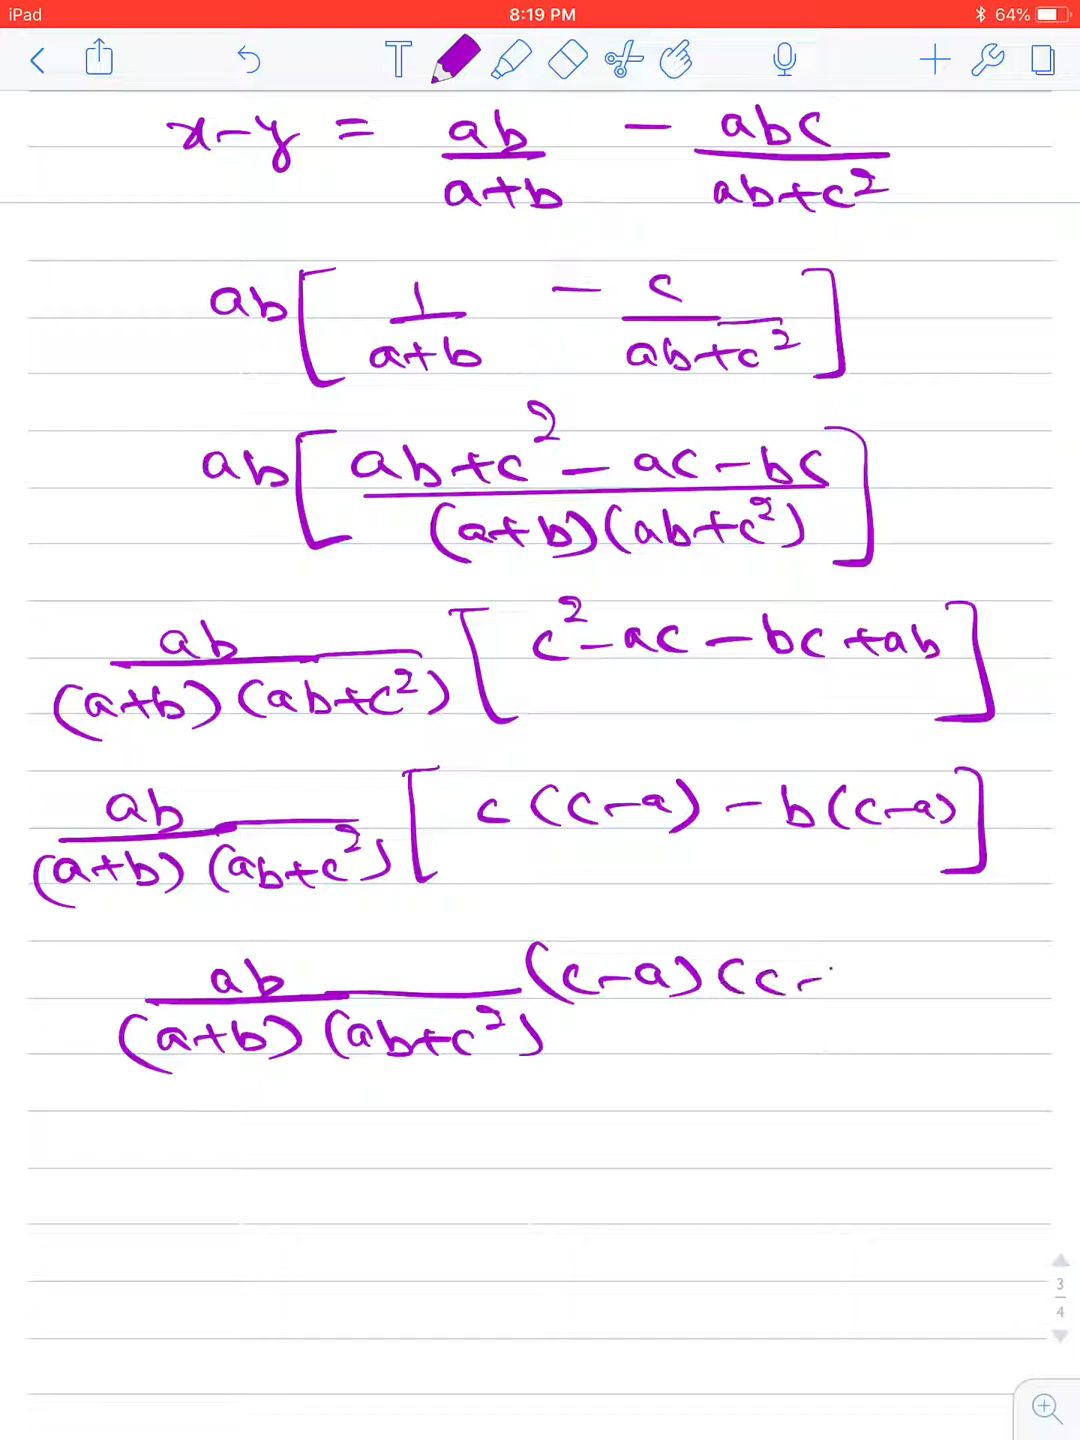 iPad 8:19 PM 64%
T
x-y = ab/a+b - abc/ab+c²
ab[1/a+b - c/ab+c²]
ab[ab+c²-ac-bc/(a+b)(ab+c²)]
ab/(a+b)(ab+c²) [c²-ac-bc+ab]
ab/(a+b)(ab+c²) [c(c-a)-b(c-a)]
ab/(a+b)(ab+c²) (c-a)(c-
3
4